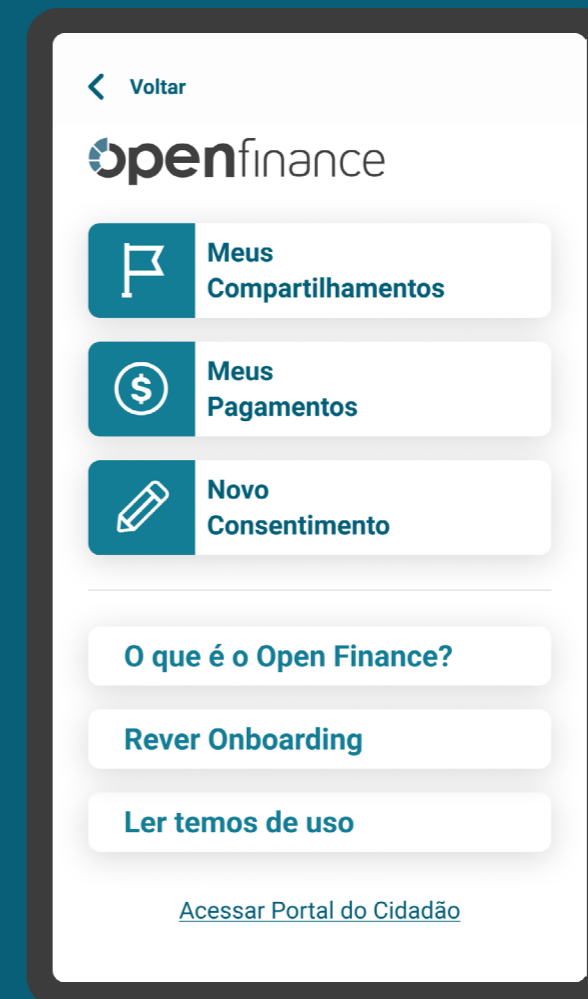 Voltar
openfinance
Meus
Compartilhamentos
$
Meus
Pagamentos
Novo
Consentimento
O que é o Open Finance?
Rever Onboarding
Ler temos de uso
Acessar Portal do Cidadão